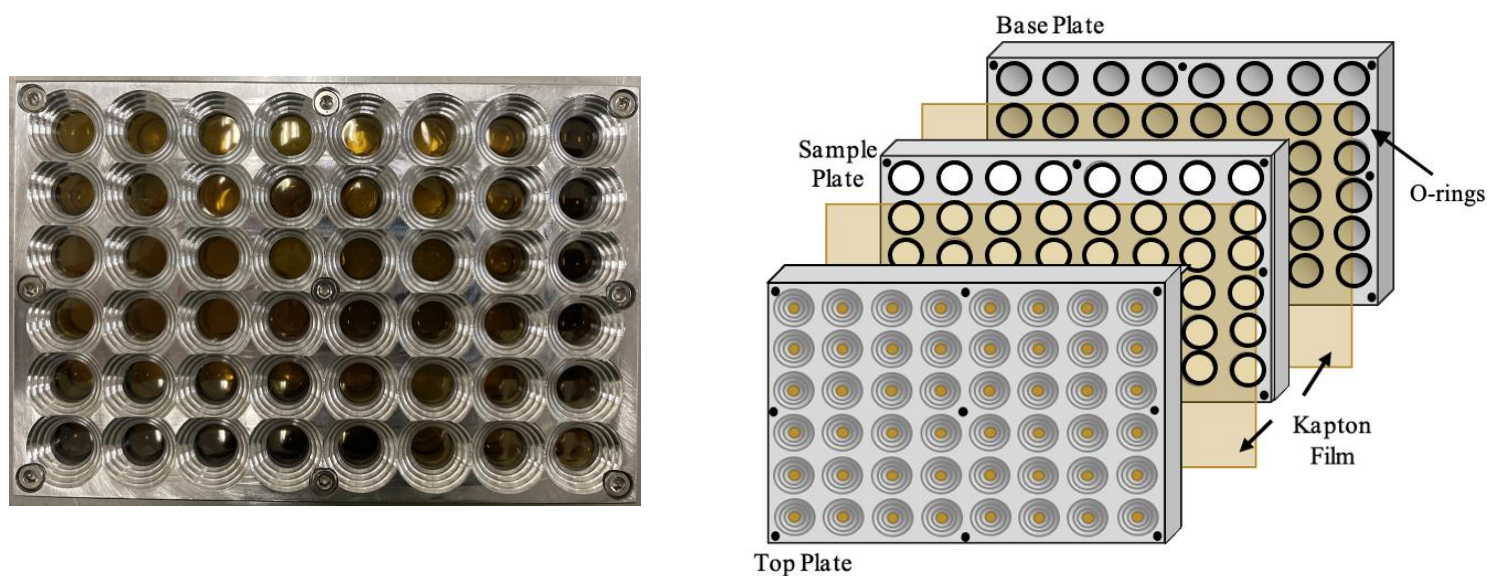 Base Plate
Sample
Plate
O-rings
Kapton
Film
Top Plate